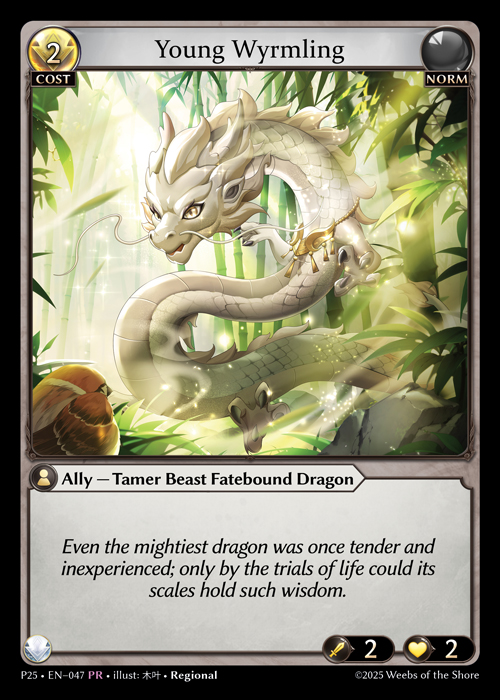 2
Young Wyrmling
COST
NORM
Ally — Tamer Beast Fatebound Dragon
Even the mightiest dragon was once tender and
inexperienced; only by the trials of life could its
scales hold such wisdom.
2
2
P25 • EN–047 PR • illust: 木叶 • Regional
©2025 Weebs of the Shore